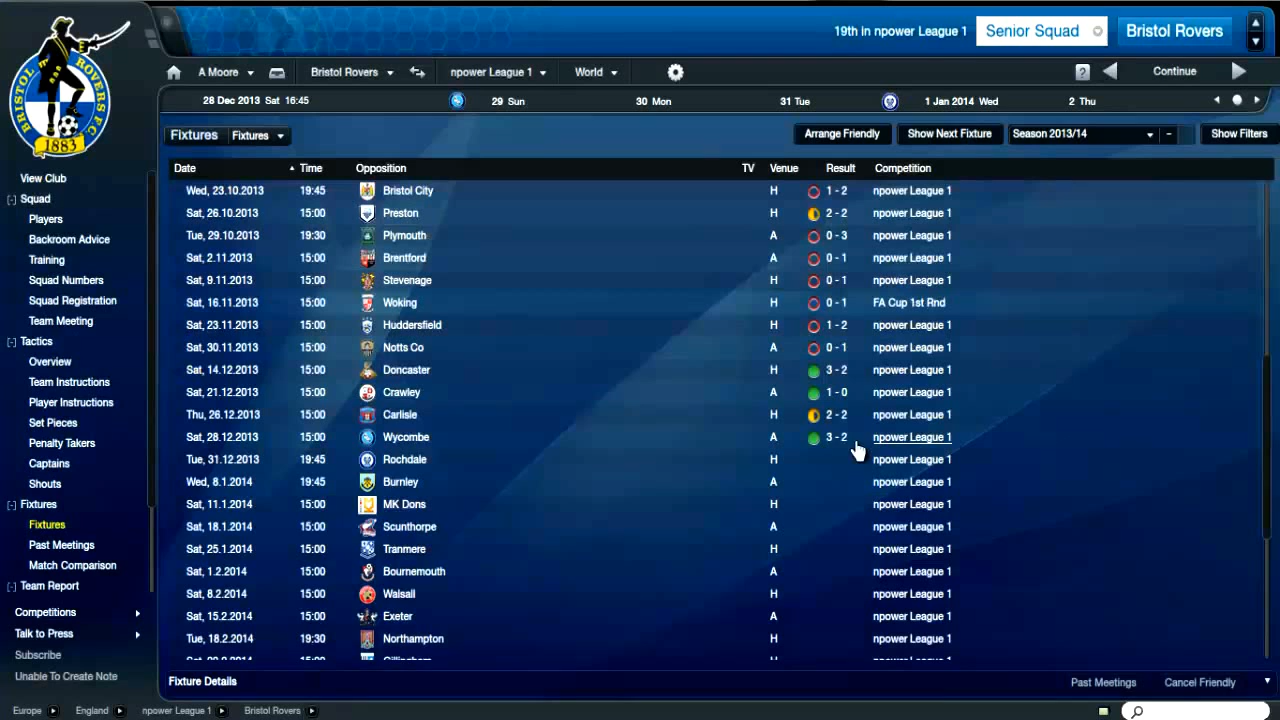 19th in npower League 1 Senior Squad Bristol Rovers
A Moore Bristol Rovers npower League 1 World ? Continue
28 Dec 2013 Sat 16:45 29 Sun 30 Mon 31 Tue 1 Jan 2014 Wed 2 Thu
BRISTOL ROVERS F.C.
1883
Fixtures Fixtures Arrange Friendly Show Next Fixture Season 2013/14 - Show Filters
Date Time Opposition TV Venue Result Competition
Wed, 23.10.2013 19:45 Bristol City H 1 - 2 npower League 1
Sat, 26.10.2013 15:00 Preston H 2 - 2 npower League 1
Tue, 29.10.2013 19:30 Plymouth A 0 - 3 npower League 1
Sat, 2.11.2013 15:00 Brentford A 0 - 1 npower League 1
Sat, 9.11.2013 15:00 Stevenage H 0 - 1 npower League 1
Sat, 16.11.2013 15:00 Woking H 0 - 1 FA Cup 1st Rnd
Sat, 23.11.2013 15:00 Huddersfield H 1 - 2 npower League 1
Sat, 30.11.2013 15:00 Notts Co A 0 - 1 npower League 1
Sat, 14.12.2013 15:00 Doncaster H 3 - 2 npower League 1
Sat, 21.12.2013 15:00 Crawley A 1 - 0 npower League 1
Thu, 26.12.2013 15:00 Carlisle H 2 - 2 npower League 1
Sat, 28.12.2013 15:00 Wycombe A 3 - 2 npower League 1
Tue, 31.12.2013 19:45 Rochdale H npower League 1
Wed, 8.1.2014 19:45 Burnley A npower League 1
Sat, 11.1.2014 15:00 MK Dons H npower League 1
Sat, 18.1.2014 15:00 Scunthorpe A npower League 1
Sat, 25.1.2014 15:00 Tranmere H npower League 1
Sat, 1.2.2014 15:00 Bournemouth A npower League 1
Sat, 8.2.2014 15:00 Walsall H npower League 1
Sat, 15.2.2014 15:00 Exeter A npower League 1
Tue, 18.2.2014 19:30 Northampton H npower League 1
View Club
[-] Squad
Players
Backroom Advice
Training
Squad Numbers
Squad Registration
Team Meeting
[-] Tactics
Overview
Team Instructions
Player Instructions
Set Pieces
Penalty Takers
Captains
Shouts
[-] Fixtures
Fixtures
Past Meetings
Match Comparison
[-] Team Report
Competitions
Talk to Press
Subscribe
Unable To Create Note
Fixture Details Past Meetings Cancel Friendly
Europe England npower League 1 Bristol Rovers